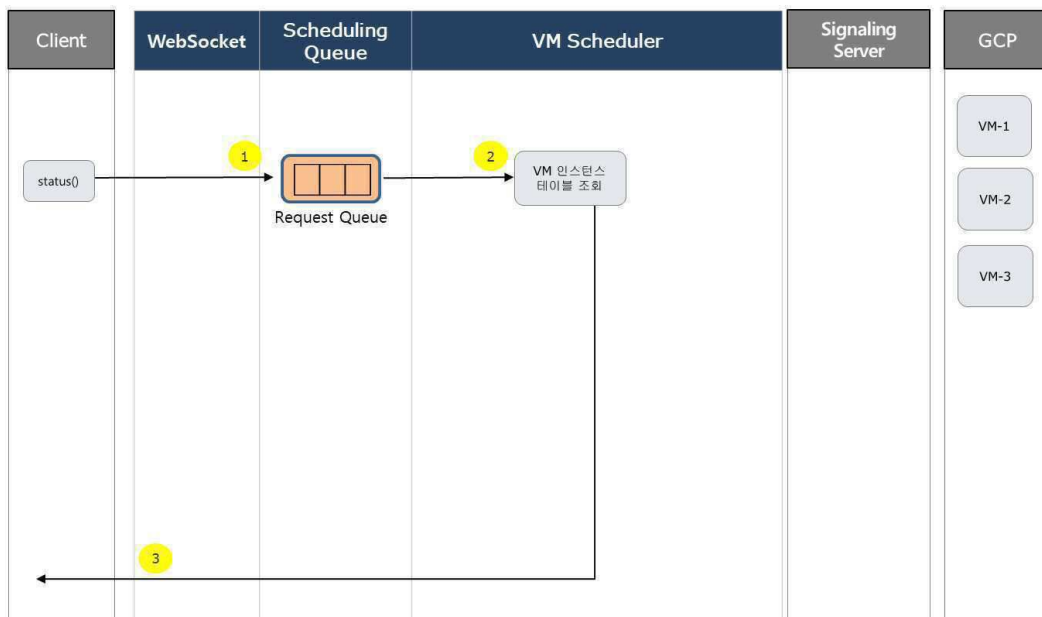 Client
WebSocket
Scheduling
Queue
VM Scheduler
Signaling
Server
GCP
VM-1
1
2
status()
VM 인스턴스
테이블 조회
Request Queue
VM-2
VM-3
3